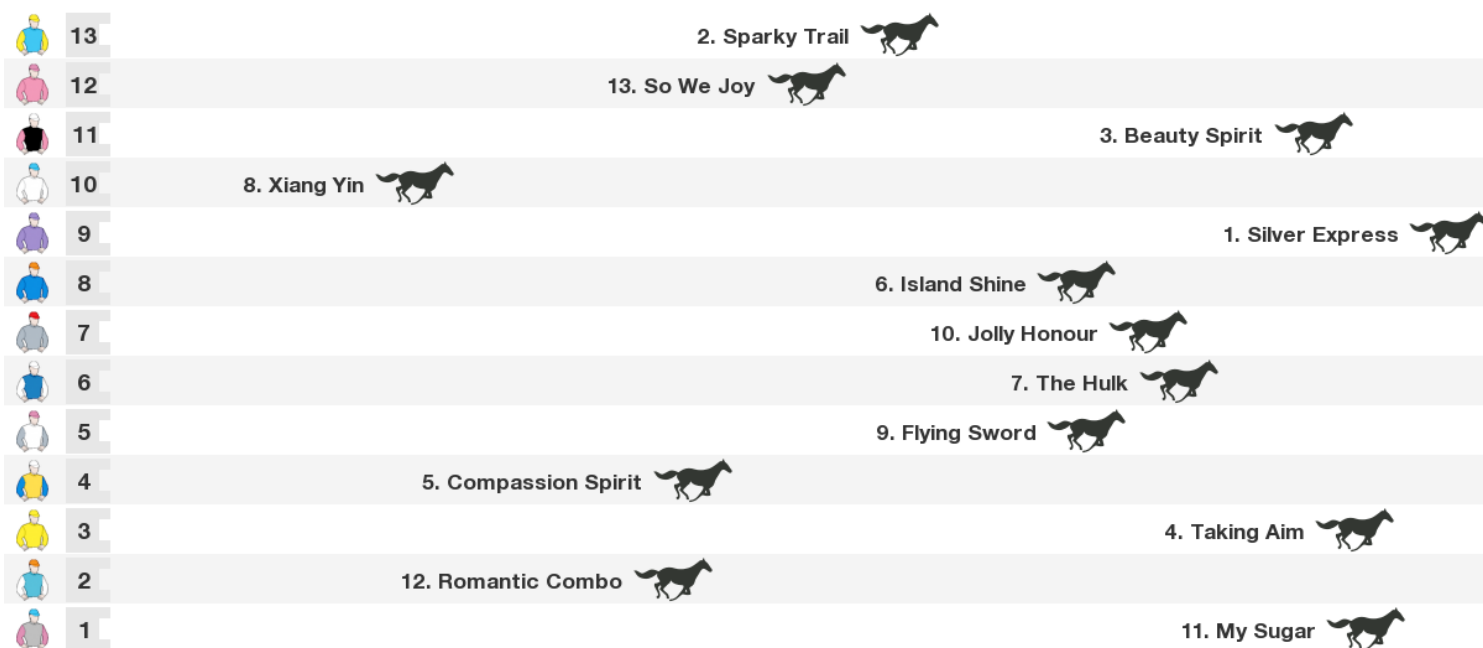 13 2. Sparky Trail
12 13. So We Joy
11 3. Beauty Spirit
10 8. Xiang Yin
9 1. Silver Express
8 6. Island Shine
7 10. Jolly Honour
6 7. The Hulk
5 9. Flying Sword
4 5. Compassion Spirit
3 4. Taking Aim
2 12. Romantic Combo
1 11. My Sugar